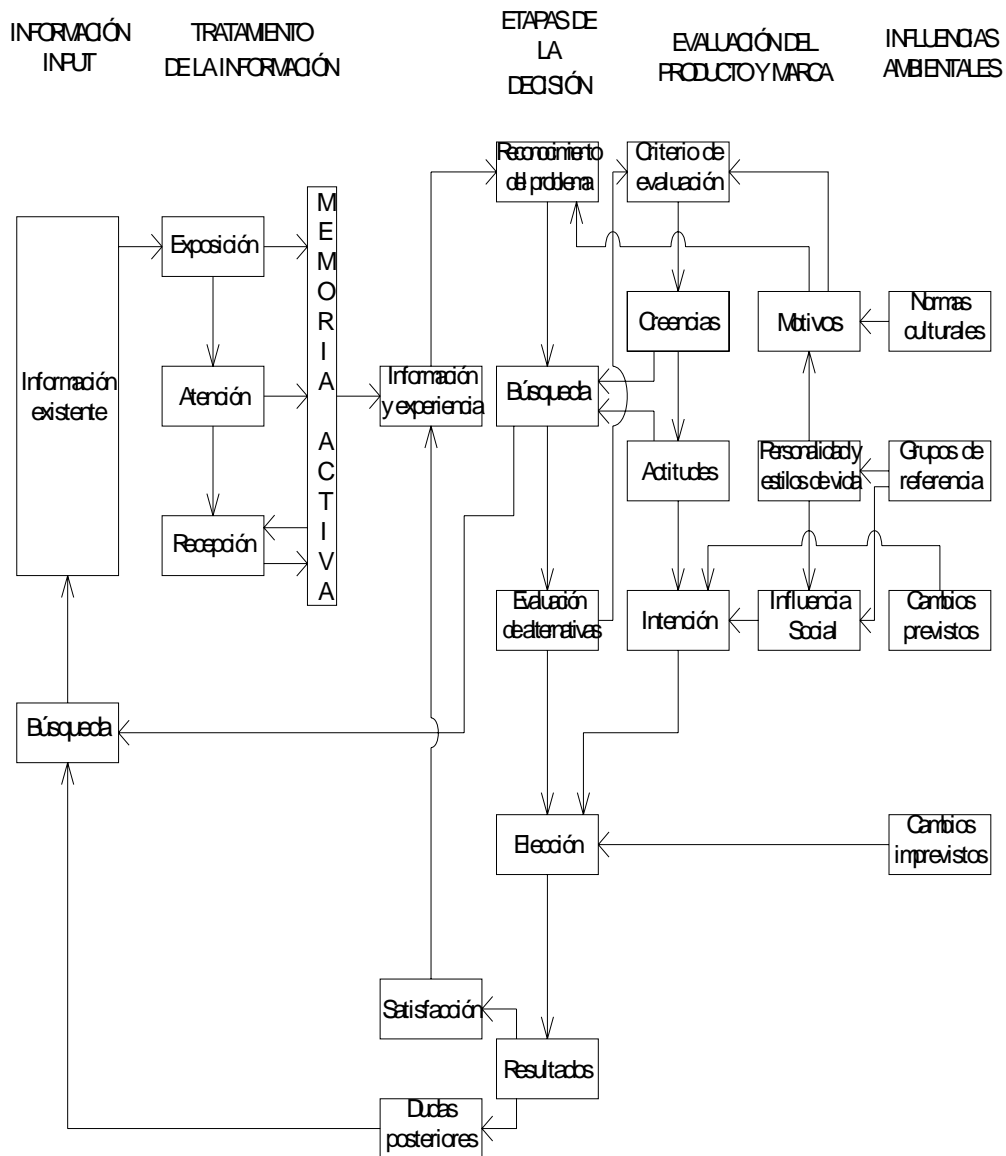 INFORMACIÓN
INPUT
TRATAMIENTO
DE LA INFORMACIÓN
ETAPAS DE
LA
DECISIÓN
EVALUACIÓN DEL
PRODUCTO Y MARCA
INFLUENCIAS
AMBIENTALES
Reconocimiento
del problema
Criterio de
evaluación
Exposición
MEMORIA ACTIVA
Creencias
Motivos
Normas
culturales
Información
existente
Atención
Información
y experiencia
Búsqueda
Actitudes
Personalidad y
estilos de vida
Grupos de
referencia
Recepción
Evaluación
de alternativas
Intención
Influencia
Social
Cambios
previstos
Búsqueda
Elección
Cambios
imprevistos
Satisfacción
Resultados
Dudas
posteriores